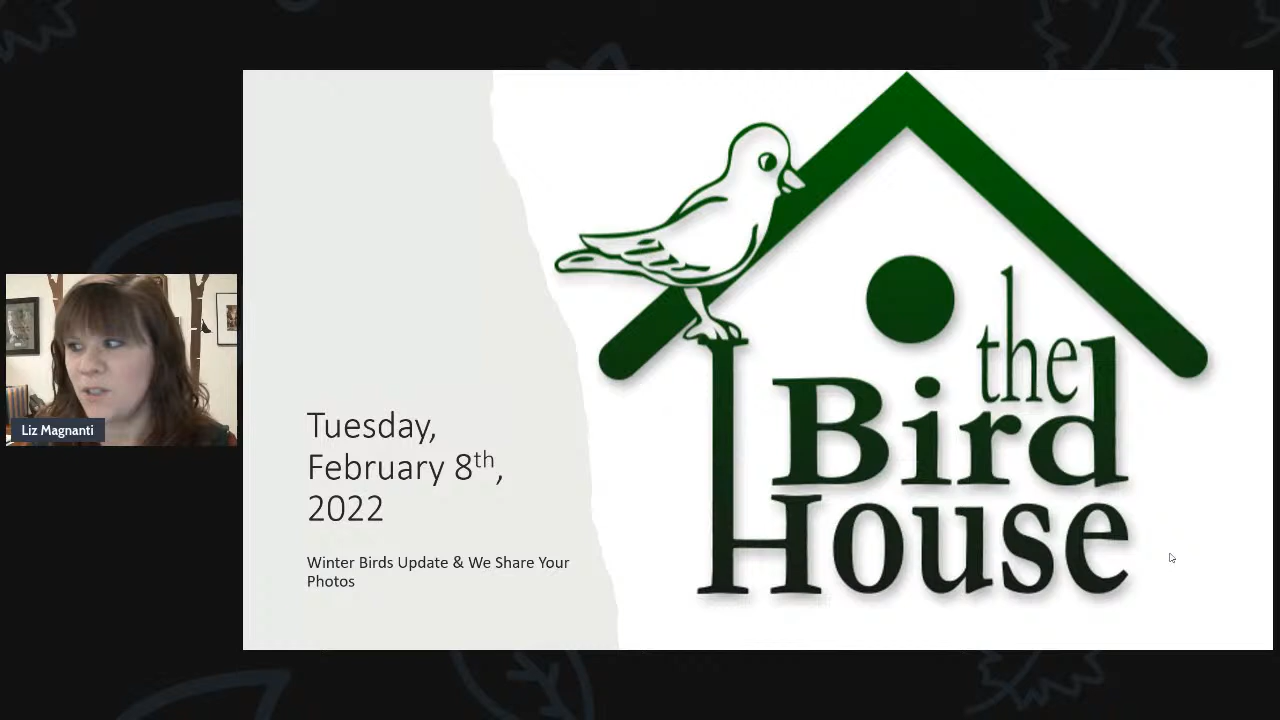 Liz Magnanti
Tuesday,
February 8th,
2022
Winter Birds Update & We Share Your
Photos
the
Bird
House